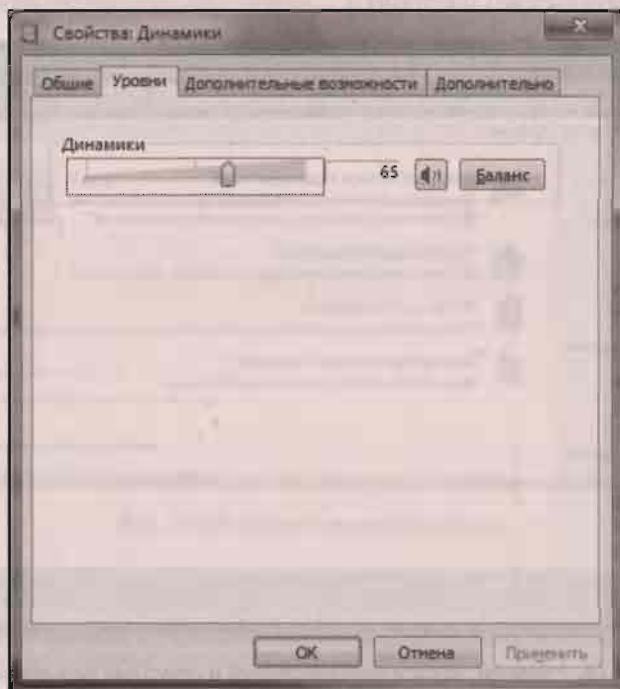 Свойства: Динамики
Общие Уровни Дополнительные возможности Дополнительно
Динамики
65 Баланс
ОК Отмена Применить